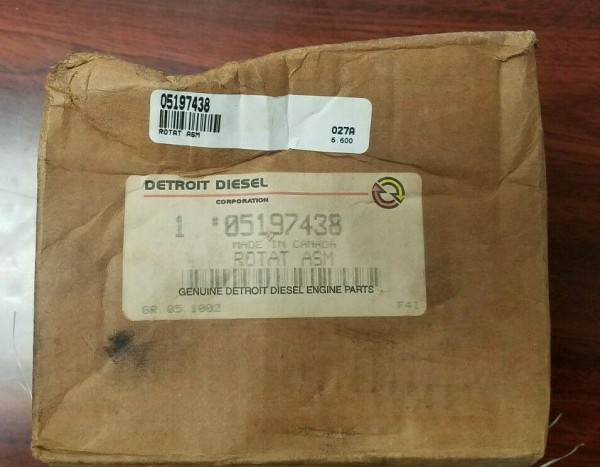 05197438
ROTAT ASM
027A
6.600
DETROIT DIESEL
CORPORATION
1 #05197438
MADE IN CANADA
ROTAT ASM
GENUINE DETROIT DIESEL ENGINE PARTS
GR 05.1002
F41